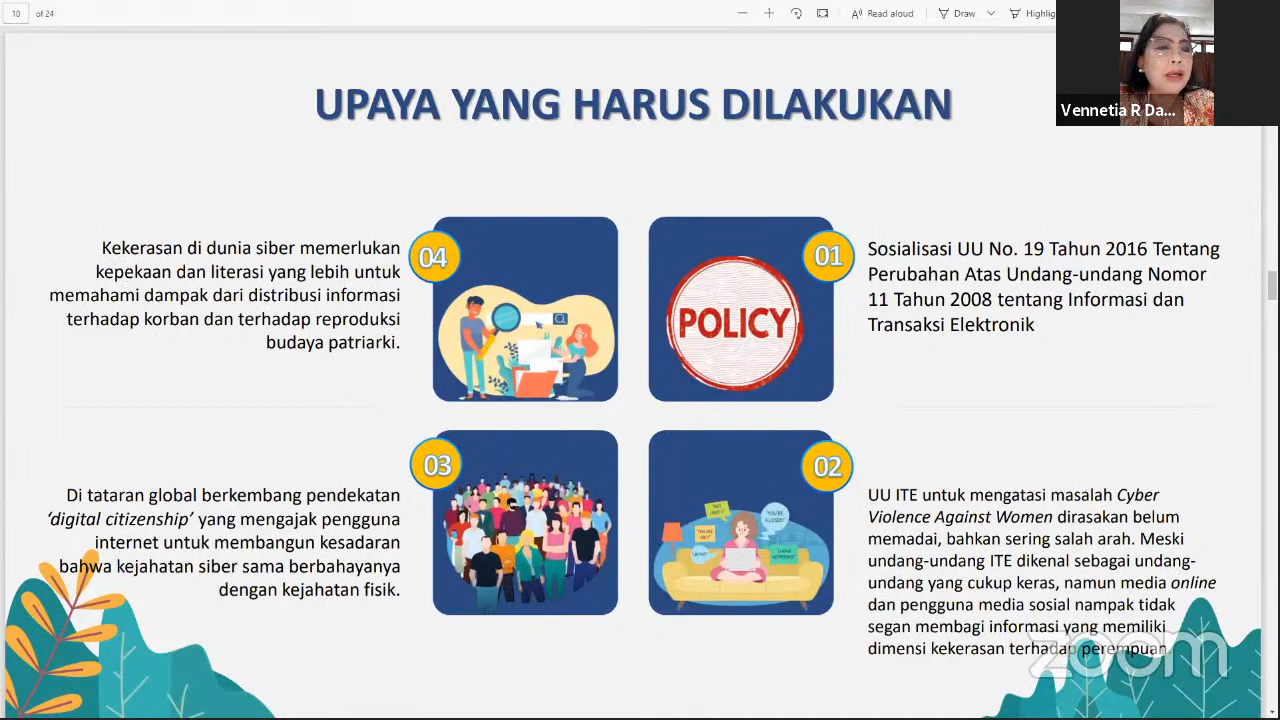 10 of 24
Read aloud
Draw
Highlig
Vennetia R Da...
UPAYA YANG HARUS DILAKUKAN
04
Kekerasan di dunia siber memerlukan
kepekaan dan literasi yang lebih untuk
memahami dampak dari distribusi informasi
terhadap korban dan terhadap reproduksi
budaya patriarki.
POLICY
01
Sosialisasi UU No. 19 Tahun 2016 Tentang
Perubahan Atas Undang-undang Nomor
11 Tahun 2008 tentang Informasi dan
Transaksi Elektronik
03
Di tataran global berkembang pendekatan
‘digital citizenship’ yang mengajak pengguna
internet untuk membangun kesadaran
bahwa kejahatan siber sama berbahayanya
dengan kejahatan fisik.
02
UU ITE untuk mengatasi masalah Cyber
Violence Against Women dirasakan belum
memadai, bahkan sering salah arah. Meski
undang-undang ITE dikenal sebagai undang-
undang yang cukup keras, namun media online
dan pengguna media sosial nampak tidak
segan membagi informasi yang memiliki
dimensi kekerasan terhadap perempuan.
zoom